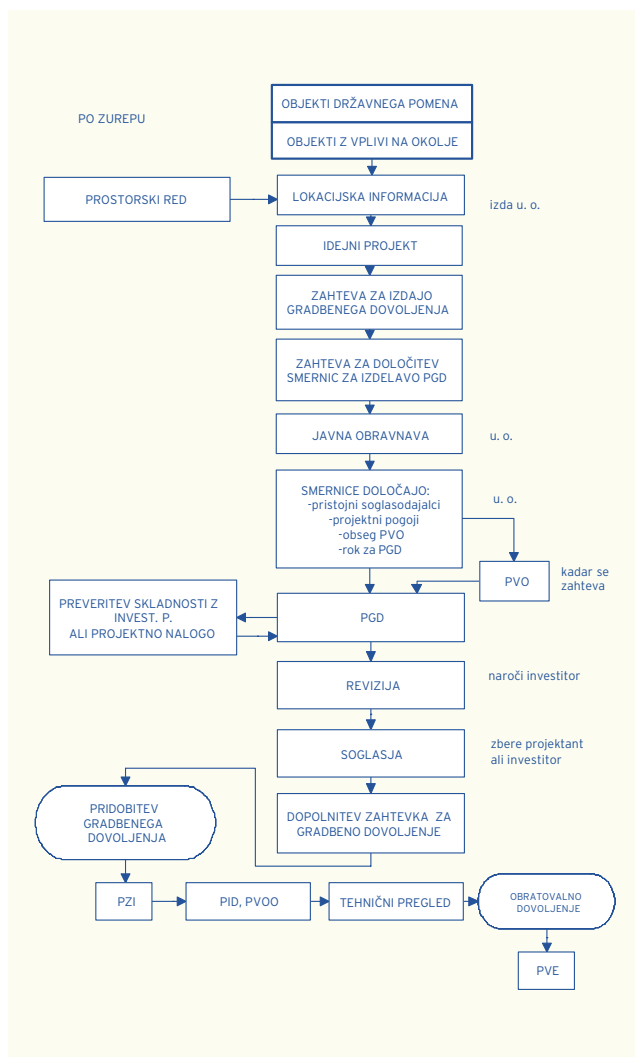 OBJEKTI DRŽAVNEGA POMENA
PO ZUREPU
OBJEKTI Z VPLIVI NA OKOLJE
PROSTORSKI RED
LOKACIJSKA INFORMACIJA
izda u. o.
IDEJNI PROJEKT
ZAHTEVA ZA IZDAJO
GRADBENEGA DOVOLJENJA
ZAHTEVA ZA DOLOČITEV
SMERNIC ZA IZDELAVO PGD
JAVNA OBRAVNAVA
u. o.
SMERNICE DOLOČAJO:
-pristojni soglasodajalci
-projektni pogoji
-obseg PVO
-rok za PGD
u. o.
PVO
kadar se
zahteva
PREVERITEV SKLADNOSTI Z
INVEST. P.
ALI PROJEKTNO NALOGO
PGD
REVIZIJA
naroči investitor
SOGLASJA
zbere projektant
ali investitor
DOPOLNITEV ZAHTEVKA ZA
GRADBENO DOVOLJENJE
PRIDOBITEV
GRADBENEGA
DOVOLJENJA
PZI
PID, PVOO
TEHNIČNI PREGLED
OBRATOVALNO
DOVOLJENJE
PVE